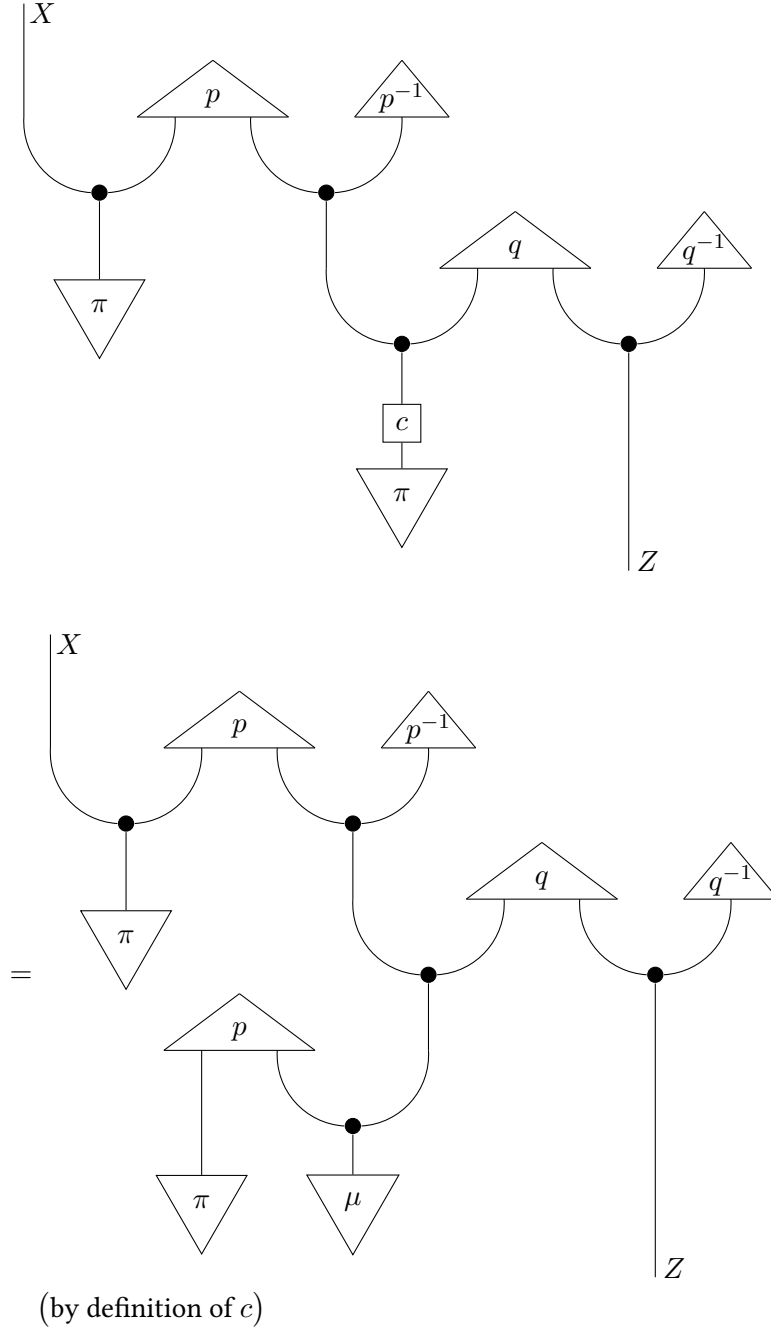 X
p
p⁻¹
π
q
q⁻¹
c
π
Z
X
p
p⁻¹
π
q
q⁻¹
=
p
π
μ
Z
(by definition of c)